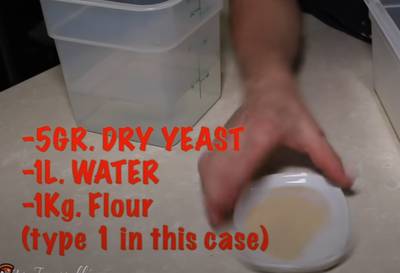 -5GR. DRY YEAST
-1L. WATER
-1Kg. Flour
(type 1 in this case)